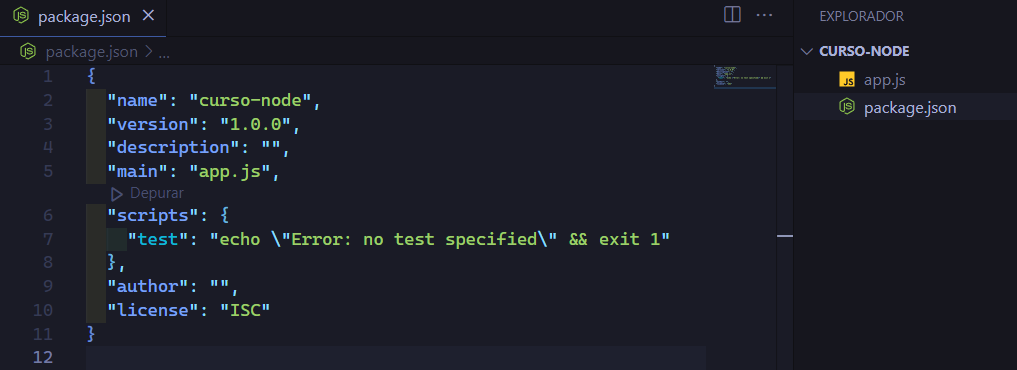 package.json
package.json > ...
1 {
2 "name": "curso-node",
3 "version": "1.0.0",
4 "description": "",
5 "main": "app.js",
Depurar
6 "scripts": {
7 "test": "echo \"Error: no test specified\" && exit 1"
8 },
9 "author": "",
10 "license": "ISC"
11 }
12
EXPLORADOR
CURSO-NODE
JS app.js
package.json